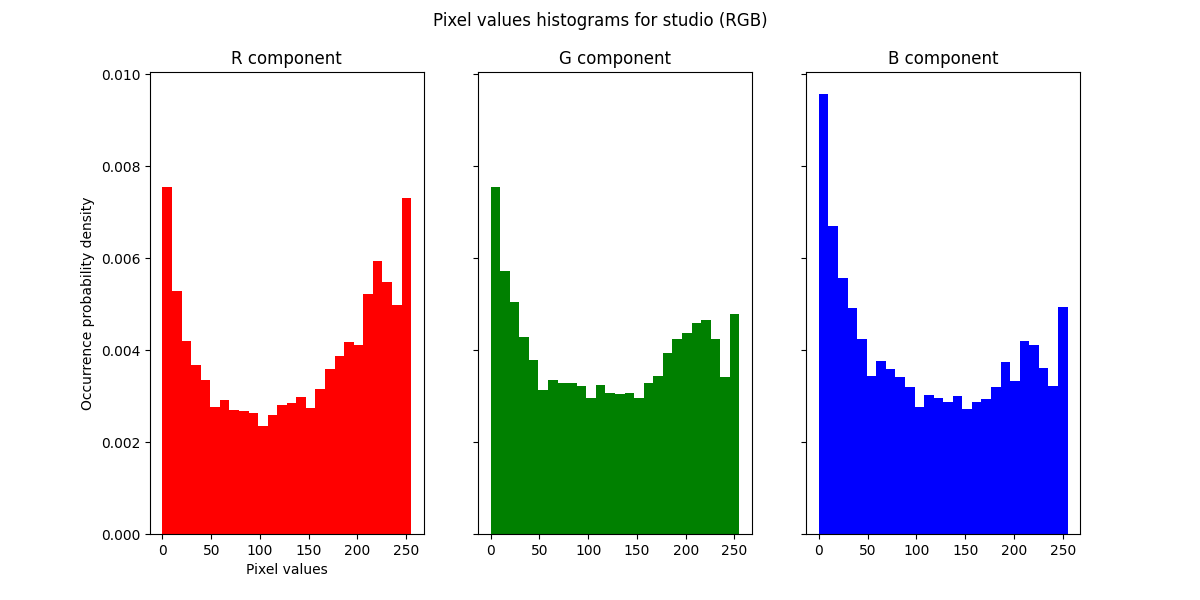 Pixel values histograms for studio (RGB)
R component
G component
B component
Occurrence probability density
0.010
0.008
0.006
0.004
0.002
0.000
0 50 100 150 200 250
0 50 100 150 200 250
0 50 100 150 200 250
Pixel values